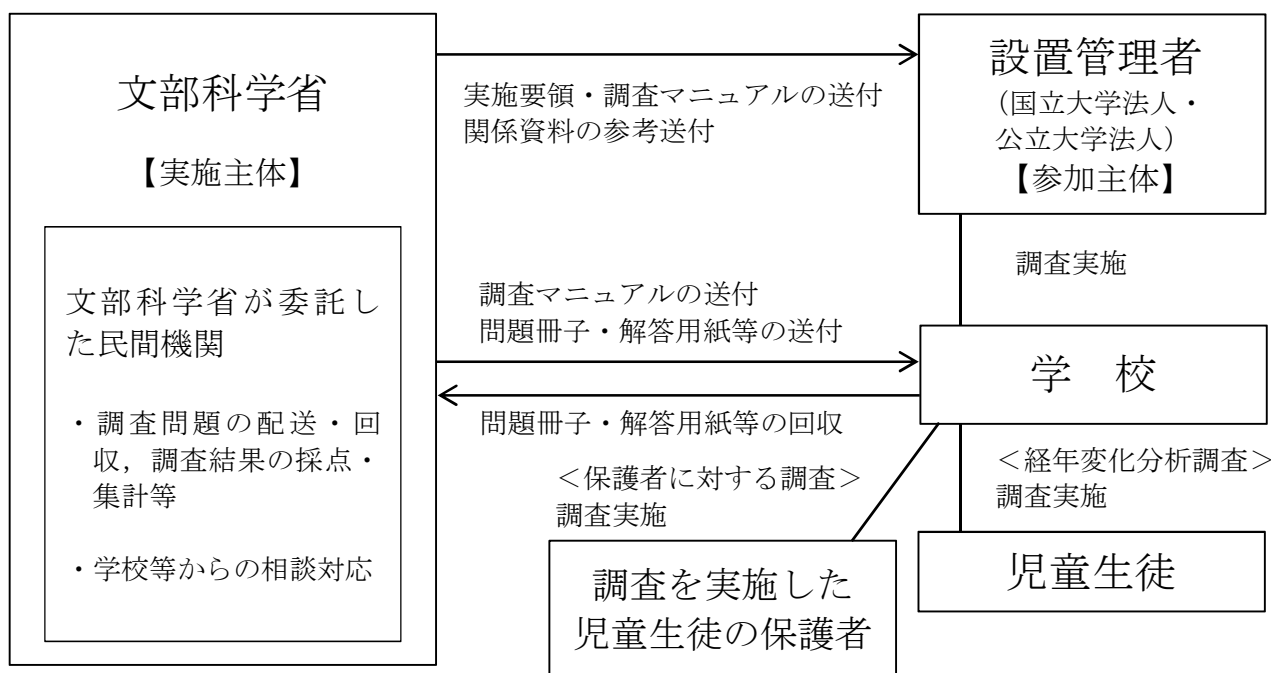 文部科学省
【実施主体】
文部科学省が委託し
た民間機関
・調査問題の配送・回
収，調査結果の採点・
集計等
・学校等からの相談対応
実施要領・調査マニュアルの送付
関係資料の参考送付
設置管理者
（国立大学法人・
公立大学法人）
【参加主体】
調査実施
調査マニュアルの送付
問題冊子・解答用紙等の送付
学　校
問題冊子・解答用紙等の回収
＜保護者に対する調査＞
調査実施
＜経年変化分析調査＞
調査実施
調査を実施した
児童生徒の保護者
児童生徒